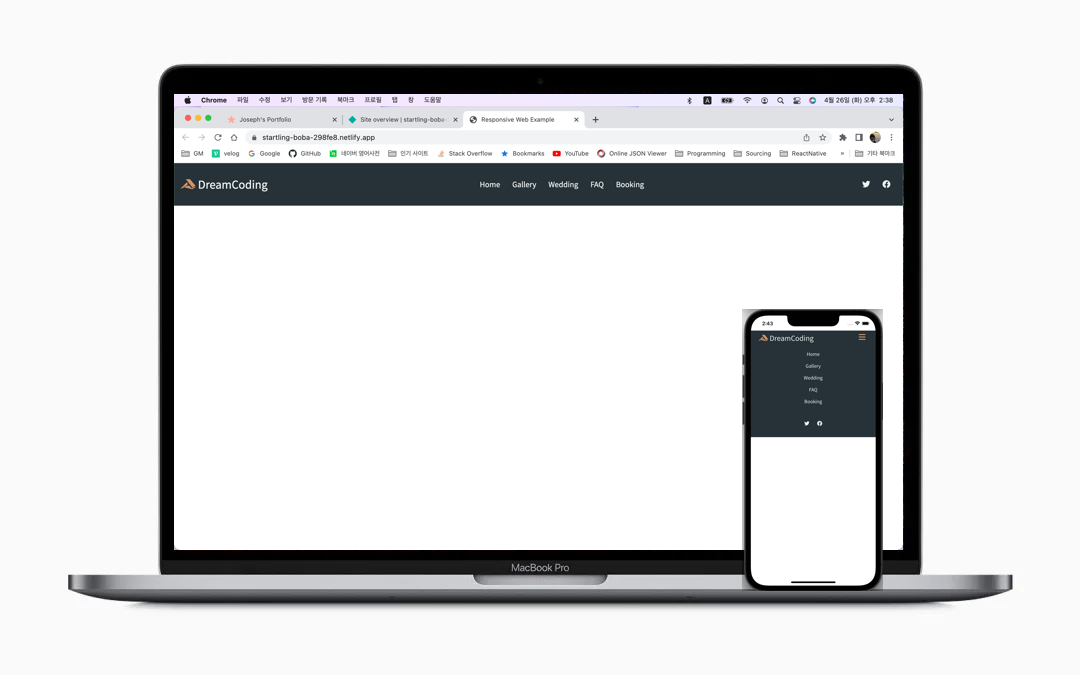 Chrome 파일 수정 보기 방문 기록 북마크 프로필 탭 창 도움말 A 4월 26일 (화) 오후 2:38
Joseph's Portfolio Site overview | startling-boba- Responsive Web Example
startling-boba-298fe8.netlify.app
GM velog Google GitHub 네이버 영어사전 인기 사이트 Stack Overflow Bookmarks YouTube Online JSON Viewer Programming Sourcing ReactNative » 기타 북마크
DreamCoding Home Gallery Wedding FAQ Booking
2:43
DreamCoding
Home
Gallery
Wedding
FAQ
Booking
MacBook Pro